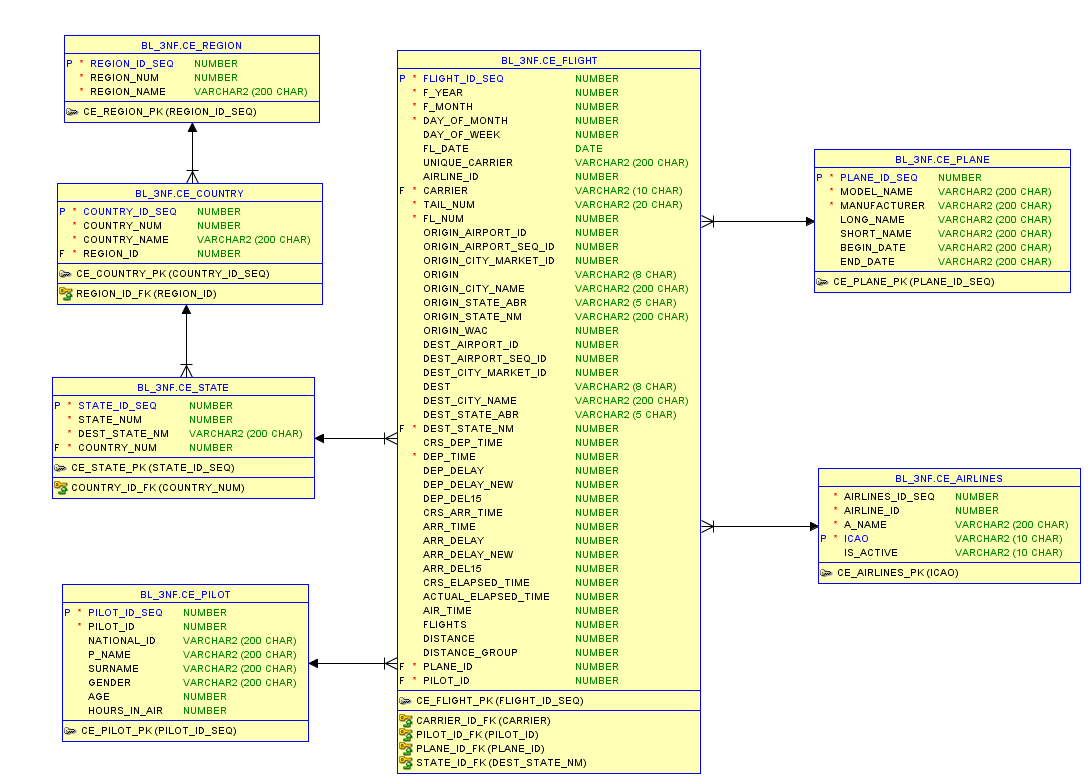 BL_3NF.CE_REGION
P * REGION_ID_SEQ NUMBER
* REGION_NUM NUMBER
* REGION_NAME VARCHAR2 (200 CHAR)
CE_REGION_PK (REGION_ID_SEQ)
BL_3NF.CE_COUNTRY
P * COUNTRY_ID_SEQ NUMBER
* COUNTRY_NUM NUMBER
* COUNTRY_NAME VARCHAR2 (200 CHAR)
F * REGION_ID NUMBER
CE_COUNTRY_PK (COUNTRY_ID_SEQ)
REGION_ID_FK (REGION_ID)
BL_3NF.CE_STATE
P * STATE_ID_SEQ NUMBER
* STATE_NUM NUMBER
* DEST_STATE_NM VARCHAR2 (200 CHAR)
F * COUNTRY_NUM NUMBER
CE_STATE_PK (STATE_ID_SEQ)
COUNTRY_ID_FK (COUNTRY_NUM)
BL_3NF.CE_PILOT
P * PILOT_ID_SEQ NUMBER
* PILOT_ID NUMBER
NATIONAL_ID VARCHAR2 (200 CHAR)
P_NAME VARCHAR2 (200 CHAR)
SURNAME VARCHAR2 (200 CHAR)
GENDER VARCHAR2 (200 CHAR)
AGE NUMBER
HOURS_IN_AIR NUMBER
CE_PILOT_PK (PILOT_ID_SEQ)
BL_3NF.CE_FLIGHT
P * FLIGHT_ID_SEQ NUMBER
* F_YEAR NUMBER
* F_MONTH NUMBER
* DAY_OF_MONTH NUMBER
DAY_OF_WEEK NUMBER
FL_DATE DATE
UNIQUE_CARRIER VARCHAR2 (200 CHAR)
AIRLINE_ID NUMBER
F * CARRIER VARCHAR2 (10 CHAR)
* TAIL_NUM VARCHAR2 (20 CHAR)
* FL_NUM NUMBER
ORIGIN_AIRPORT_ID NUMBER
ORIGIN_AIRPORT_SEQ_ID NUMBER
ORIGIN_CITY_MARKET_ID NUMBER
ORIGIN VARCHAR2 (8 CHAR)
ORIGIN_CITY_NAME VARCHAR2 (200 CHAR)
ORIGIN_STATE_ABR VARCHAR2 (5 CHAR)
ORIGIN_STATE_NM VARCHAR2 (200 CHAR)
ORIGIN_WAC NUMBER
DEST_AIRPORT_ID NUMBER
DEST_AIRPORT_SEQ_ID NUMBER
DEST_CITY_MARKET_ID NUMBER
DEST VARCHAR2 (8 CHAR)
DEST_CITY_NAME VARCHAR2 (200 CHAR)
DEST_STATE_ABR VARCHAR2 (5 CHAR)
F * DEST_STATE_NM NUMBER
CRS_DEP_TIME NUMBER
* DEP_TIME NUMBER
DEP_DELAY NUMBER
DEP_DELAY_NEW NUMBER
DEP_DEL15 NUMBER
CRS_ARR_TIME NUMBER
ARR_TIME NUMBER
ARR_DELAY NUMBER
ARR_DELAY_NEW NUMBER
ARR_DEL15 NUMBER
CRS_ELAPSED_TIME NUMBER
ACTUAL_ELAPSED_TIME NUMBER
AIR_TIME NUMBER
FLIGHTS NUMBER
DISTANCE NUMBER
DISTANCE_GROUP NUMBER
F * PLANE_ID NUMBER
F * PILOT_ID NUMBER
CE_FLIGHT_PK (FLIGHT_ID_SEQ)
CARRIER_ID_FK (CARRIER)
PILOT_ID_FK (PILOT_ID)
PLANE_ID_FK (PLANE_ID)
STATE_ID_FK (DEST_STATE_NM)
BL_3NF.CE_PLANE
P * PLANE_ID_SEQ NUMBER
* MODEL_NAME VARCHAR2 (200 CHAR)
* MANUFACTURER VARCHAR2 (200 CHAR)
LONG_NAME VARCHAR2 (200 CHAR)
SHORT_NAME VARCHAR2 (200 CHAR)
BEGIN_DATE VARCHAR2 (200 CHAR)
END_DATE VARCHAR2 (200 CHAR)
CE_PLANE_PK (PLANE_ID_SEQ)
BL_3NF.CE_AIRLINES
* AIRLINES_ID_SEQ NUMBER
* AIRLINE_ID NUMBER
* A_NAME VARCHAR2 (200 CHAR)
P * ICAO VARCHAR2 (10 CHAR)
IS_ACTIVE VARCHAR2 (10 CHAR)
CE_AIRLINES_PK (ICAO)